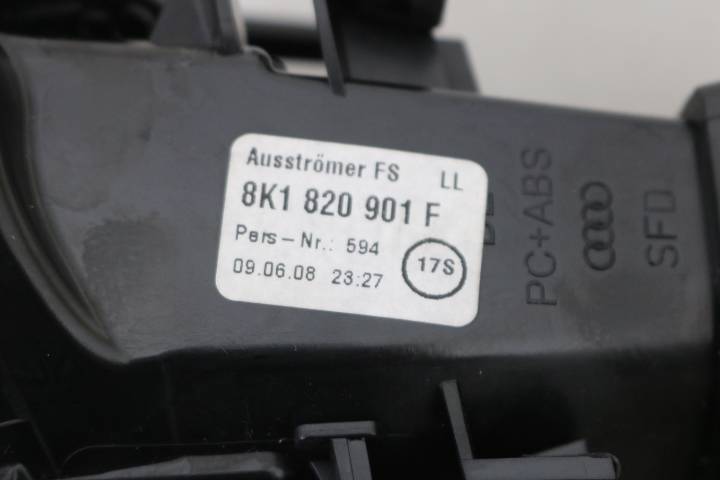 Ausströmer FS LL
8K1 820 901 F
Pers-Nr.: 594
09.06.08 23:27
17S
PC+ABS
SFD